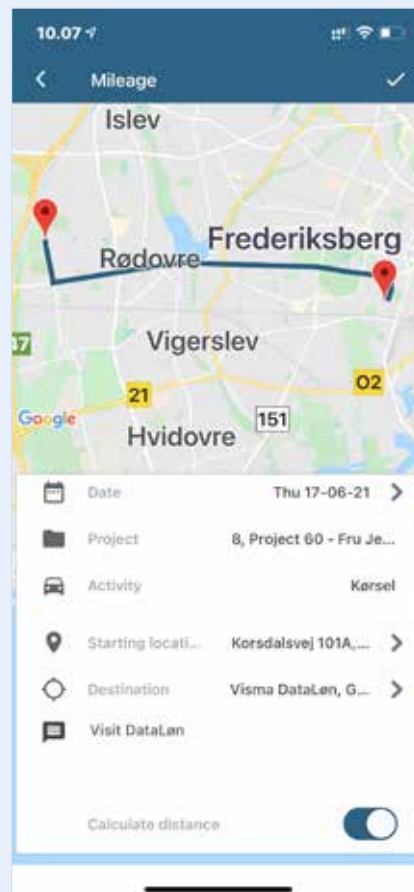 10.07
Mileage
Islev
Frederiksberg
Rødovre
Vigerslev
O2
21
Google
151
Hvidovre
Date Thu 17-06-21
Project 8, Project 60 - Fru Je...
Activity Kørsel
Starting locati... Korsdalsvej 101A,...
Destination Visma DataLøn, G...
Visit DataLøn
Calculate distance